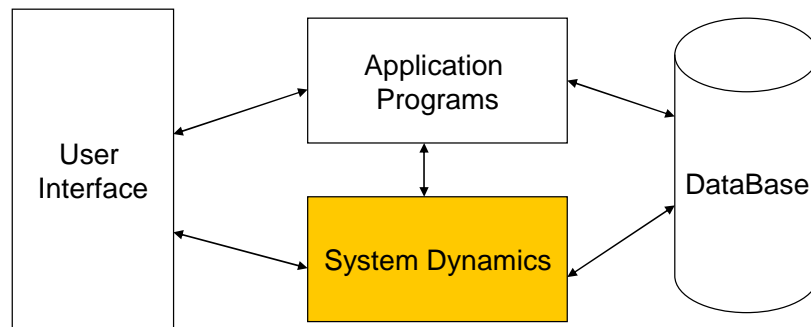 User
Interface
Application
Programs
System Dynamics
DataBase